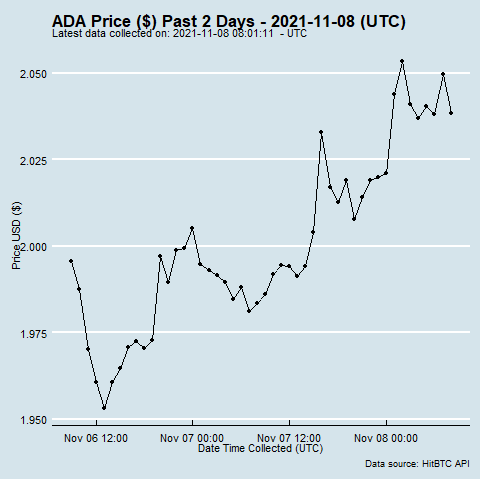 ADA Price ($) Past 2 Days - 2021-11-08 (UTC)
Latest data collected on: 2021-11-08 08:01:11 - UTC
2.050
2.025
2.000
1.975
1.950
Price USD ($)
Nov 06 12:00 Nov 07 00:00 Nov 07 12:00 Nov 08 00:00
Date Time Collected (UTC)
Data source: HitBTC API